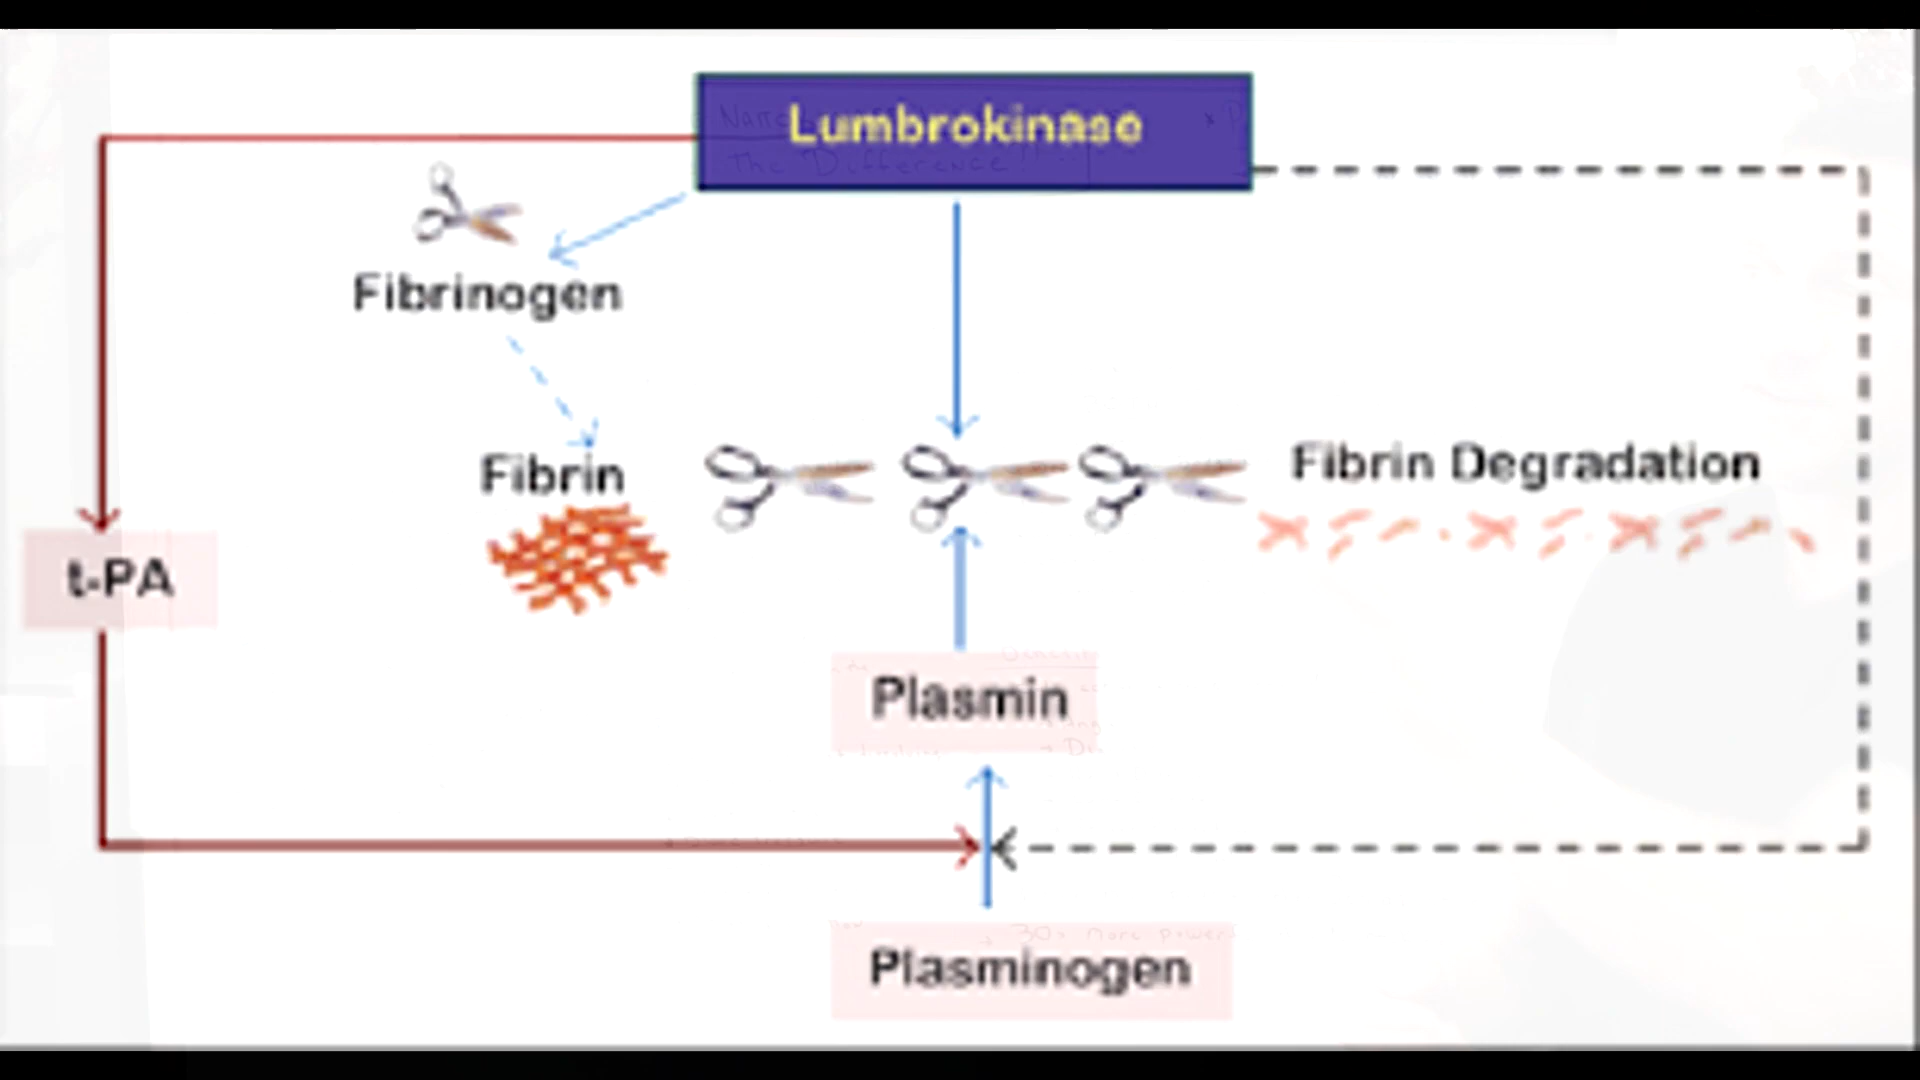 Lumbrokinase
Fibrinogen
Fibrin
Fibrin Degradation
t-PA
Plasmin
Plasminogen